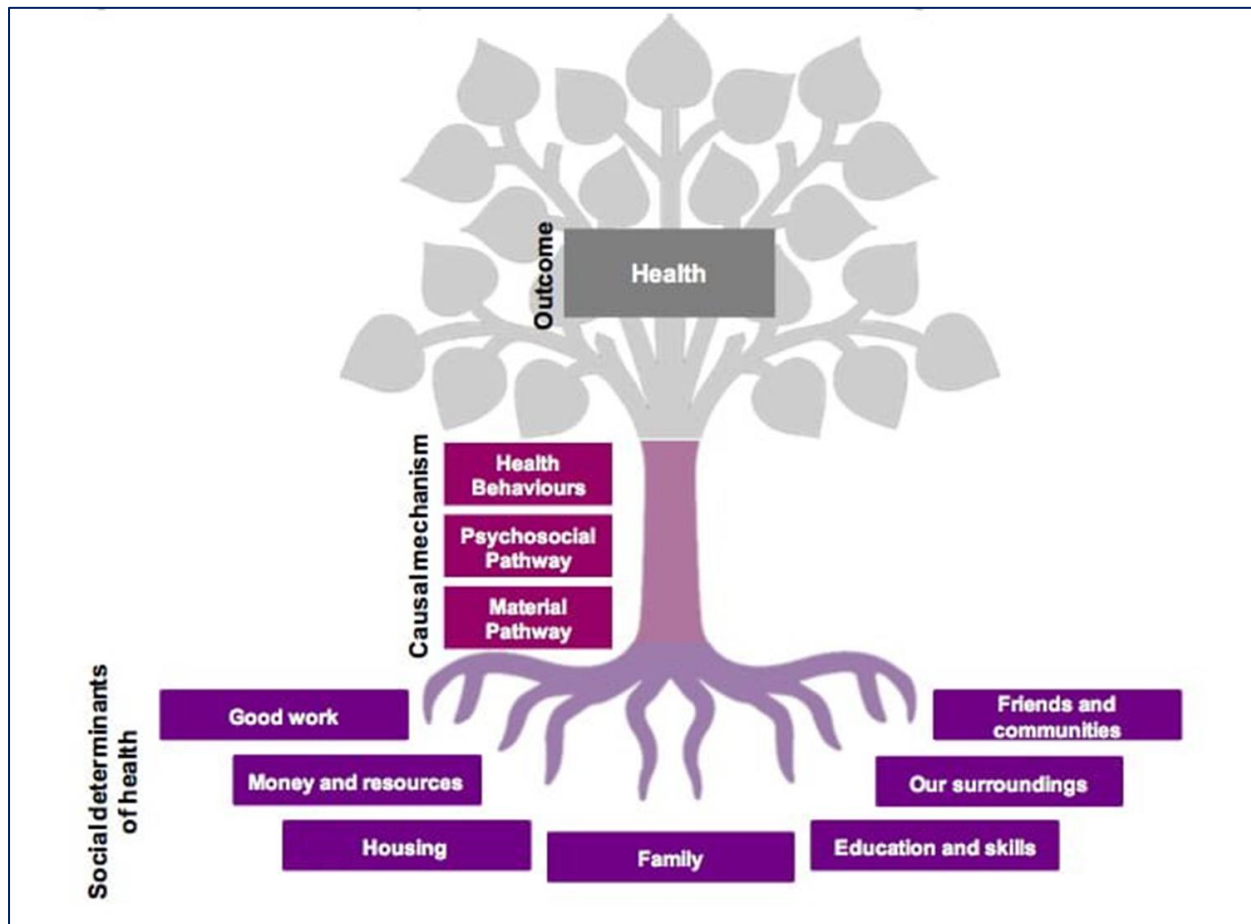 Outcome
Health
Causal mechanism
Health
Behaviours
Psychosocial
Pathway
Material
Pathway
Social determinants
of health
Good work
Money and resources
Housing
Family
Education and skills
Our surroundings
Friends and
communities